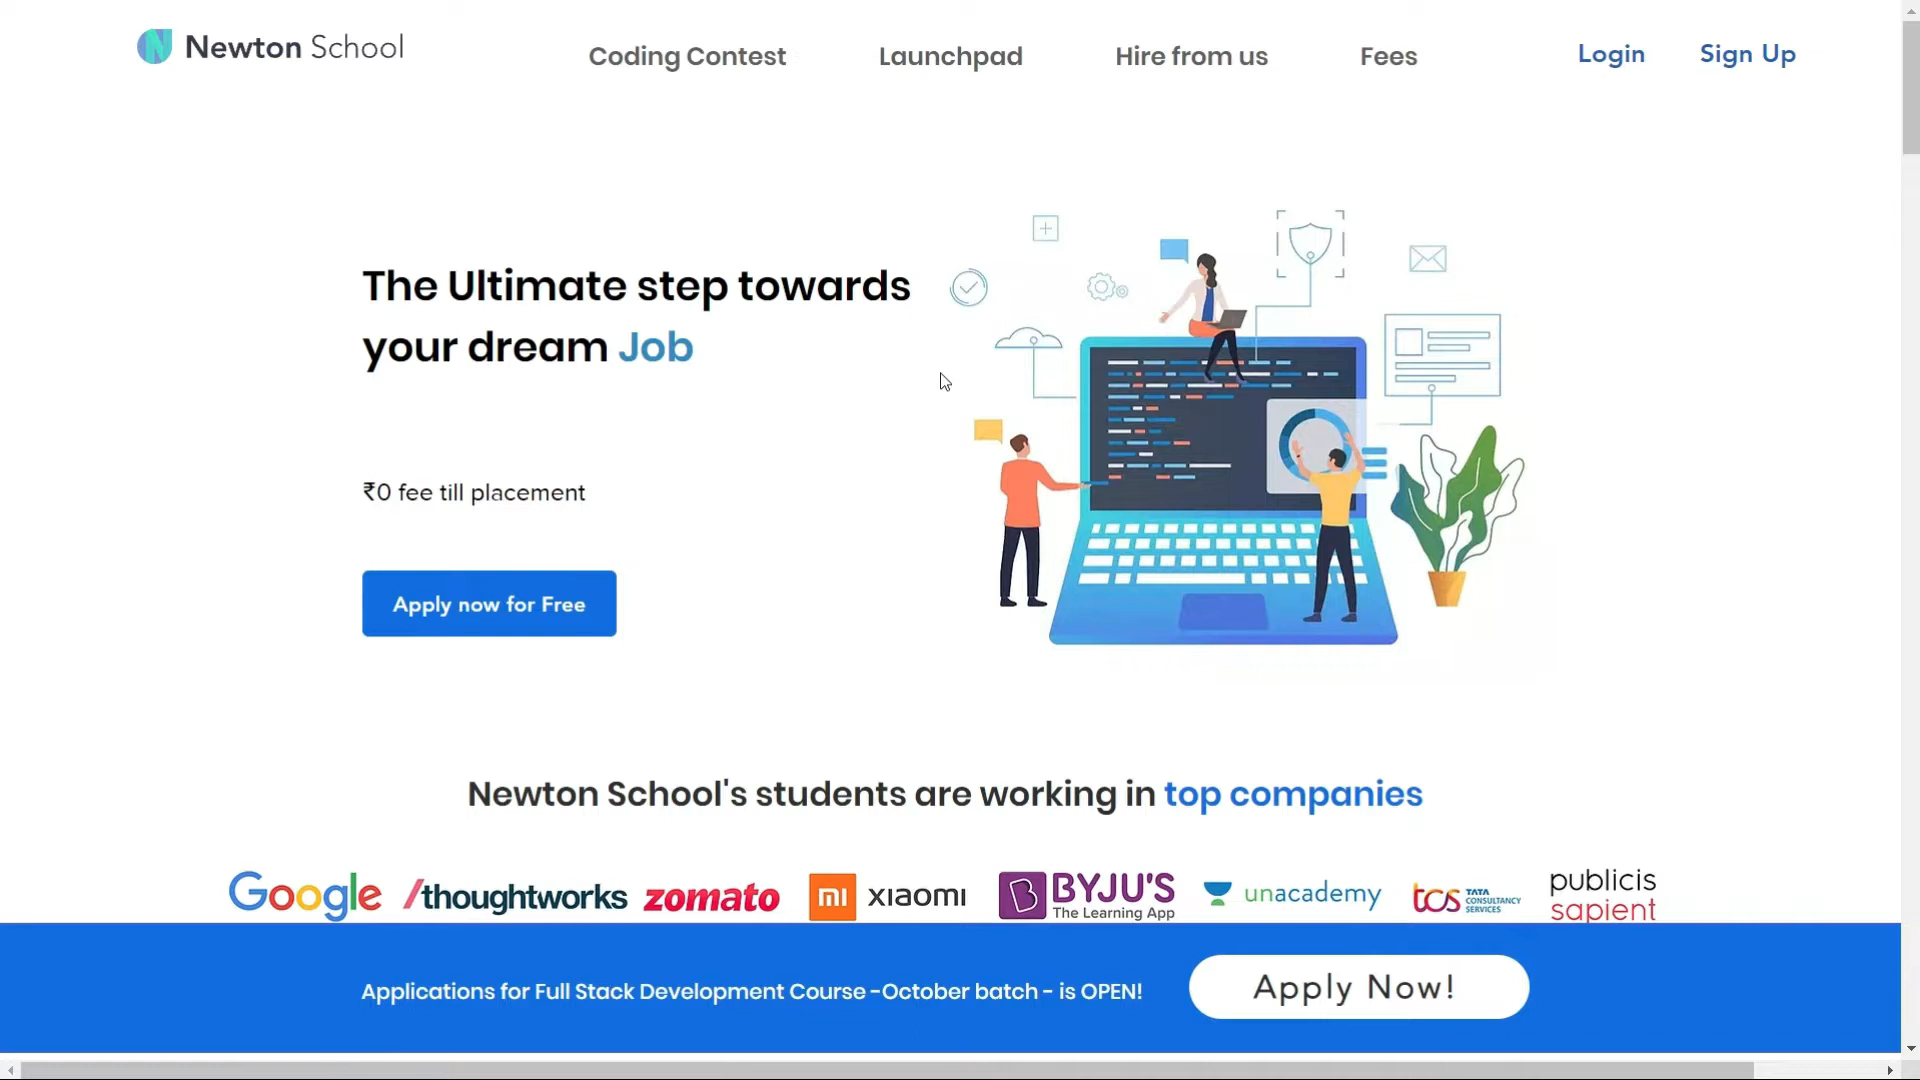 Newton School
Coding Contest
Launchpad
Hire from us
Fees
Login
Sign Up
The Ultimate step towards
your dream Job
₹0 fee till placement
Apply now for Free
Newton School's students are working in top companies
Google
/thoughtworks
zomato
mi xiaomi
BYJU'S
The Learning App
unacademy
tcs TATA
CONSULTANCY
SERVICES
publicis
sapient
Applications for Full Stack Development Course -October batch - is OPEN!
Apply Now!